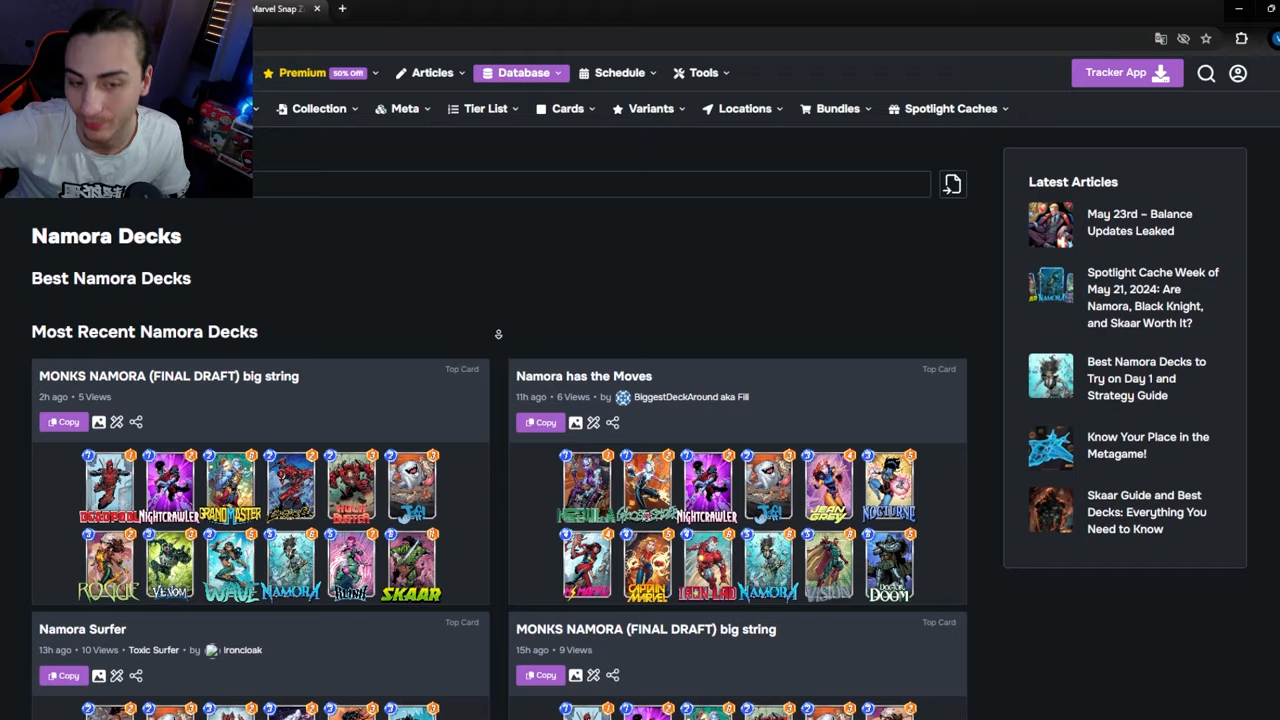 Marvel Snap Z
Premium 50% Off!
Articles
Database
Schedule
Tools
Tracker App
Collection
Meta
Tier List
Cards
Variants
Locations
Bundles
Spotlight Caches
Namora Decks
Best Namora Decks
Most Recent Namora Decks
MONKS NAMORA (FINAL DRAFT) big string
Top Card
2h ago • 5 Views
Copy
DEADPOOL
NIGHTCRAWLER
GRANDMASTER
HULK BUSTER
JEFF
ROGUE
VENOM
WAVE
NAMORA
BLINK
SKAAR
Namora has the Moves
Top Card
11h ago • 6 Views • by BiggestDeckAround aka Fill
Copy
NEBULA
NIGHTCRAWLER
JEFF
JEAN GREY
NOCTURNE
MS MARVEL
CAPTAIN MARVEL
IRON LAD
NAMORA
VISION
DOCTOR DOOM
Namora Surfer
Top Card
13h ago • 10 Views • Toxic Surfer • by Ironcloak
Copy
MONKS NAMORA (FINAL DRAFT) big string
Top Card
15h ago • 9 Views
Copy
Latest Articles
May 23rd – Balance
Updates Leaked
Spotlight Cache Week of
May 21, 2024: Are
Namora, Black Knight,
and Skaar Worth It?
Best Namora Decks to
Try on Day 1 and
Strategy Guide
Know Your Place in the
Metagame!
Skaar Guide and Best
Decks: Everything You
Need to Know